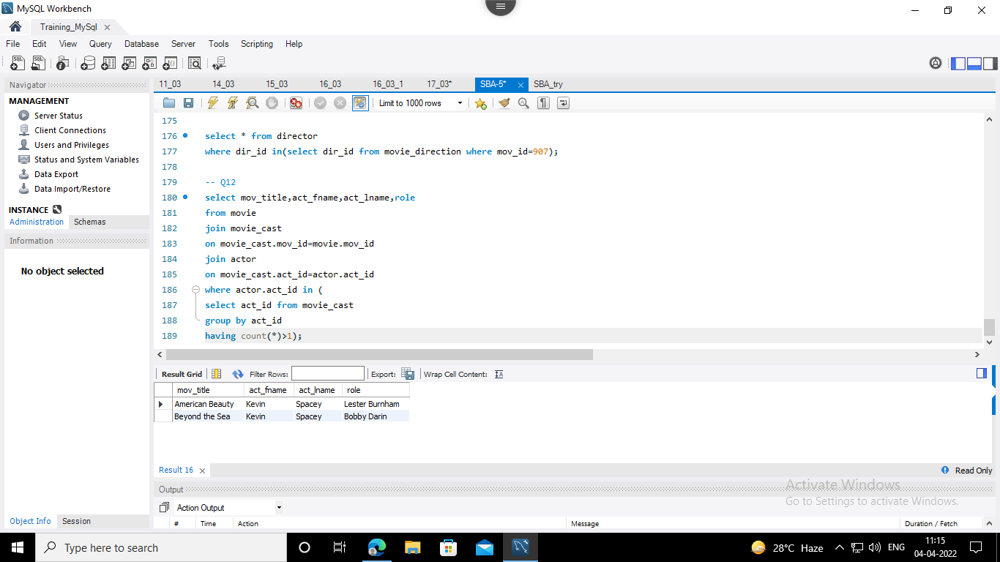 MySQL Workbench
Training_MySql
File Edit View Query Database Server Tools Scripting Help
Navigator
MANAGEMENT
Server Status
Client Connections
Users and Privileges
Status and System Variables
Data Export
Data Import/Restore
INSTANCE
Administration Schemas
Information
No object selected
Object Info Session
11_03 14_03 15_03 16_03 16_03_1 17_03* SBA-5* SBA_try
Limit to 1000 rows
175
176 select * from director
177 where dir_id in(select dir_id from movie_direction where mov_id=907);
178
179 -- Q12
180 select mov_title,act_fname,act_lname,role
181 from movie
182 join movie_cast
183 on movie_cast.mov_id=movie.mov_id
184 join actor
185 on movie_cast.act_id=actor.act_id
186 where actor.act_id in (
187 select act_id from movie_cast
188 group by act_id
189 having count(*)>1);
Result Grid Filter Rows: Export: Wrap Cell Content:
mov_title act_fname act_lname role
American Beauty Kevin Spacey Lester Burnham
Beyond the Sea Kevin Spacey Bobby Darin
Result 16 Read Only
Output
Activate Windows
Go to Settings to activate Windows.
Action Output
# Time Action Message Duration / Fetch
Type here to search
28°C Haze
ENG
11:15
04-04-2022